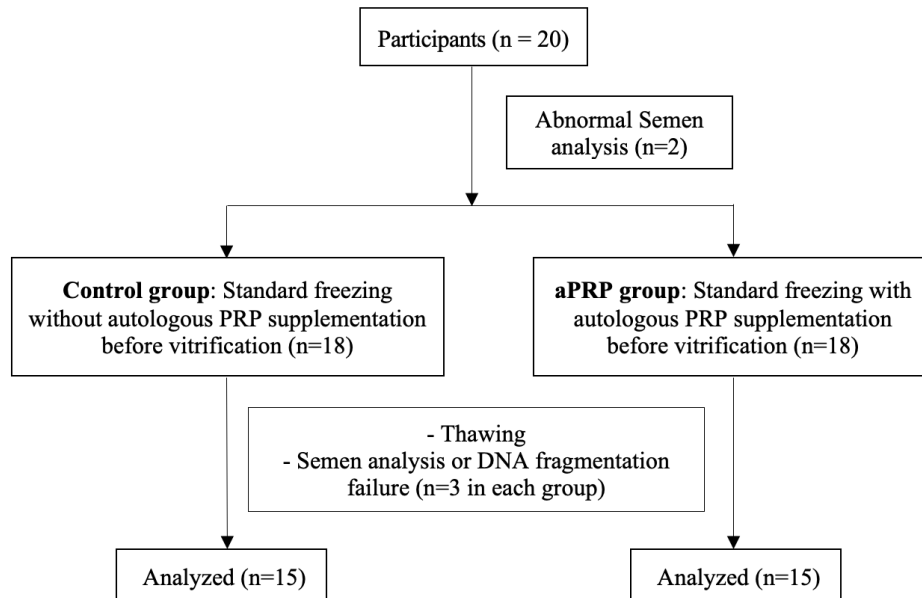 Participants (n = 20)
Abnormal Semen
analysis (n=2)
Control group: Standard freezing
without autologous PRP supplementation
before vitrification (n=18)
aPRP group: Standard freezing with
autologous PRP supplementation
before vitrification (n=18)
- Thawing
- Semen analysis or DNA fragmentation
failure (n=3 in each group)
Analyzed (n=15)
Analyzed (n=15)